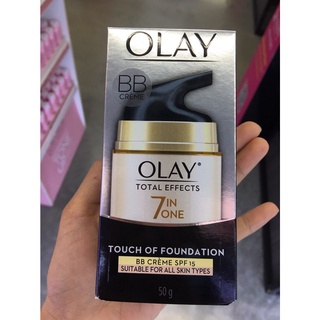 OLAY
BB
CRÈME
OLAY®
TOTAL EFFECTS
7 IN
ONE
TOUCH OF FOUNDATION
BB CRÈME SPF 15
SUITABLE FOR ALL SKIN TYPES
50 g